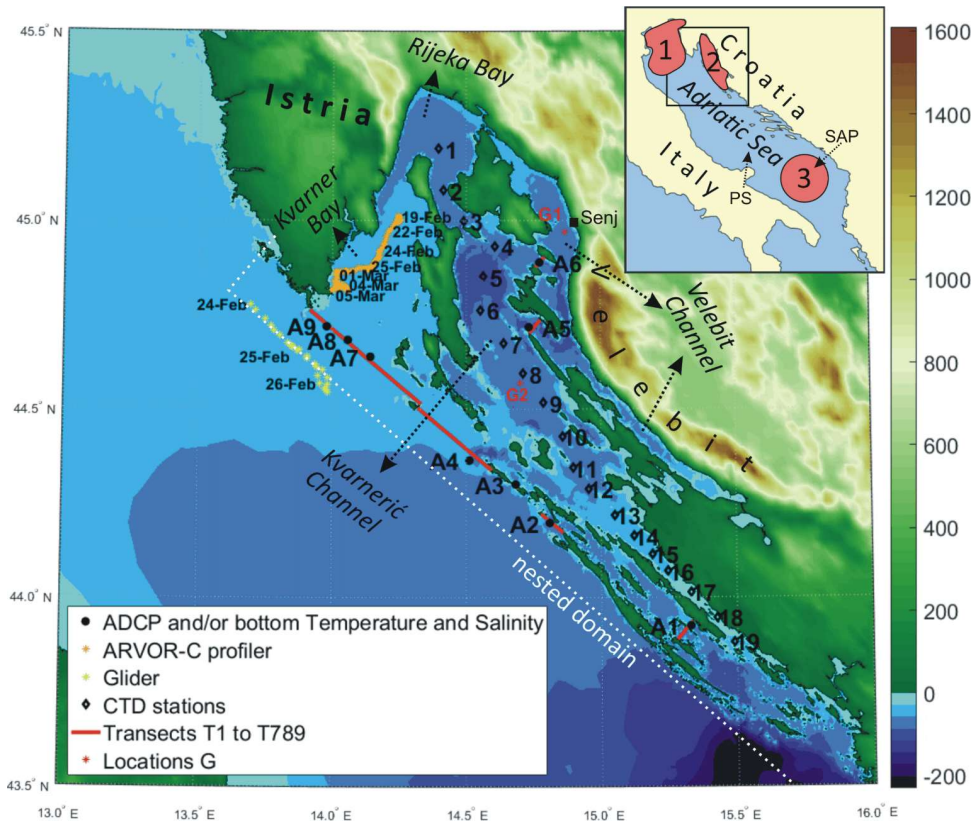 45.5° N
45.0° N
44.5° N
44.0° N
43.5° N
13.0° E
13.5° E
14.0° E
14.5° E
15.0° E
15.5° E
16.0° E
Istria
Rijeka Bay
Kvarner
Bay
19-Feb
22-Feb
24-Feb
25-Feb
01-Mar
04-Mar
05-Mar
24-Feb
25-Feb
26-Feb
1
2
3
4
5
6
7
8
9
10
11
12
13
14
15
16
17
18
19
G1
Senj
A6
A5
G2
A9
A8
A7
A4
A3
A2
A1
Velebit
Velebit
Channel
Kvarnerić
Channel
nested domain
1
2
3
Croatia
Adriatic sea
Italy
SAP
PS
ADCP and/or bottom Temperature and Salinity
ARVOR-C profiler
Glider
CTD stations
Transects T1 to T789
Locations G
1600
1400
1200
1000
800
600
400
200
0
-200